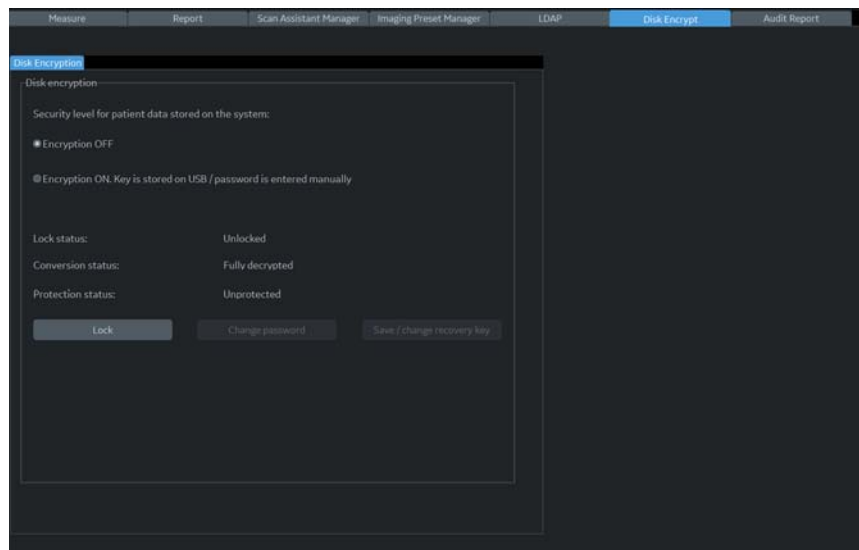 Measure Report Scan Assistant Manager Imaging Preset Manager LDAP Disk Encrypt Audit Report
Disk Encryption
Disk encryption
Security level for patient data stored on the system:
Encryption OFF
Encryption ON. Key is stored on USB / password is entered manually
Lock status: Unlocked
Conversion status: Fully decrypted
Protection status: Unprotected
Lock Change password Save / change recovery key